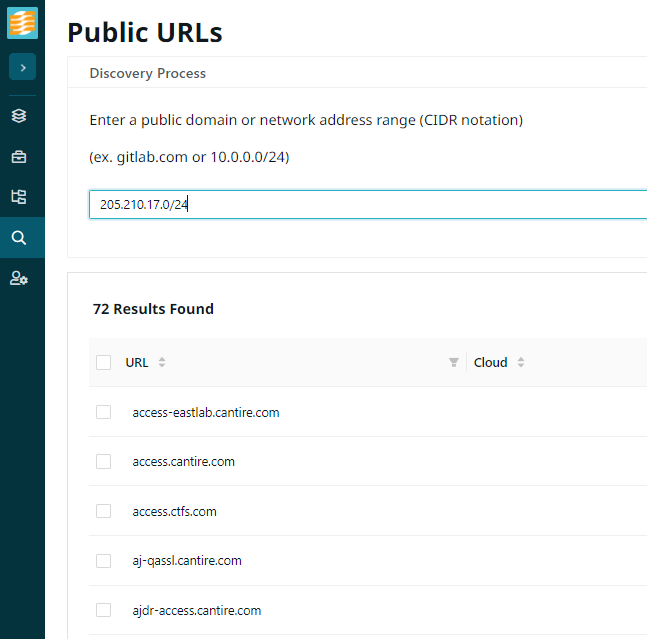 Public URLs
Discovery Process
Enter a public domain or network address range (CIDR notation)
(ex. gitlab.com or 10.0.0.0/24)
205.210.17.0/24
72 Results Found
URL Cloud
access-eastlab.cantire.com
access.cantire.com
access.ctfs.com
aj-qassl.cantire.com
ajdr-access.cantire.com